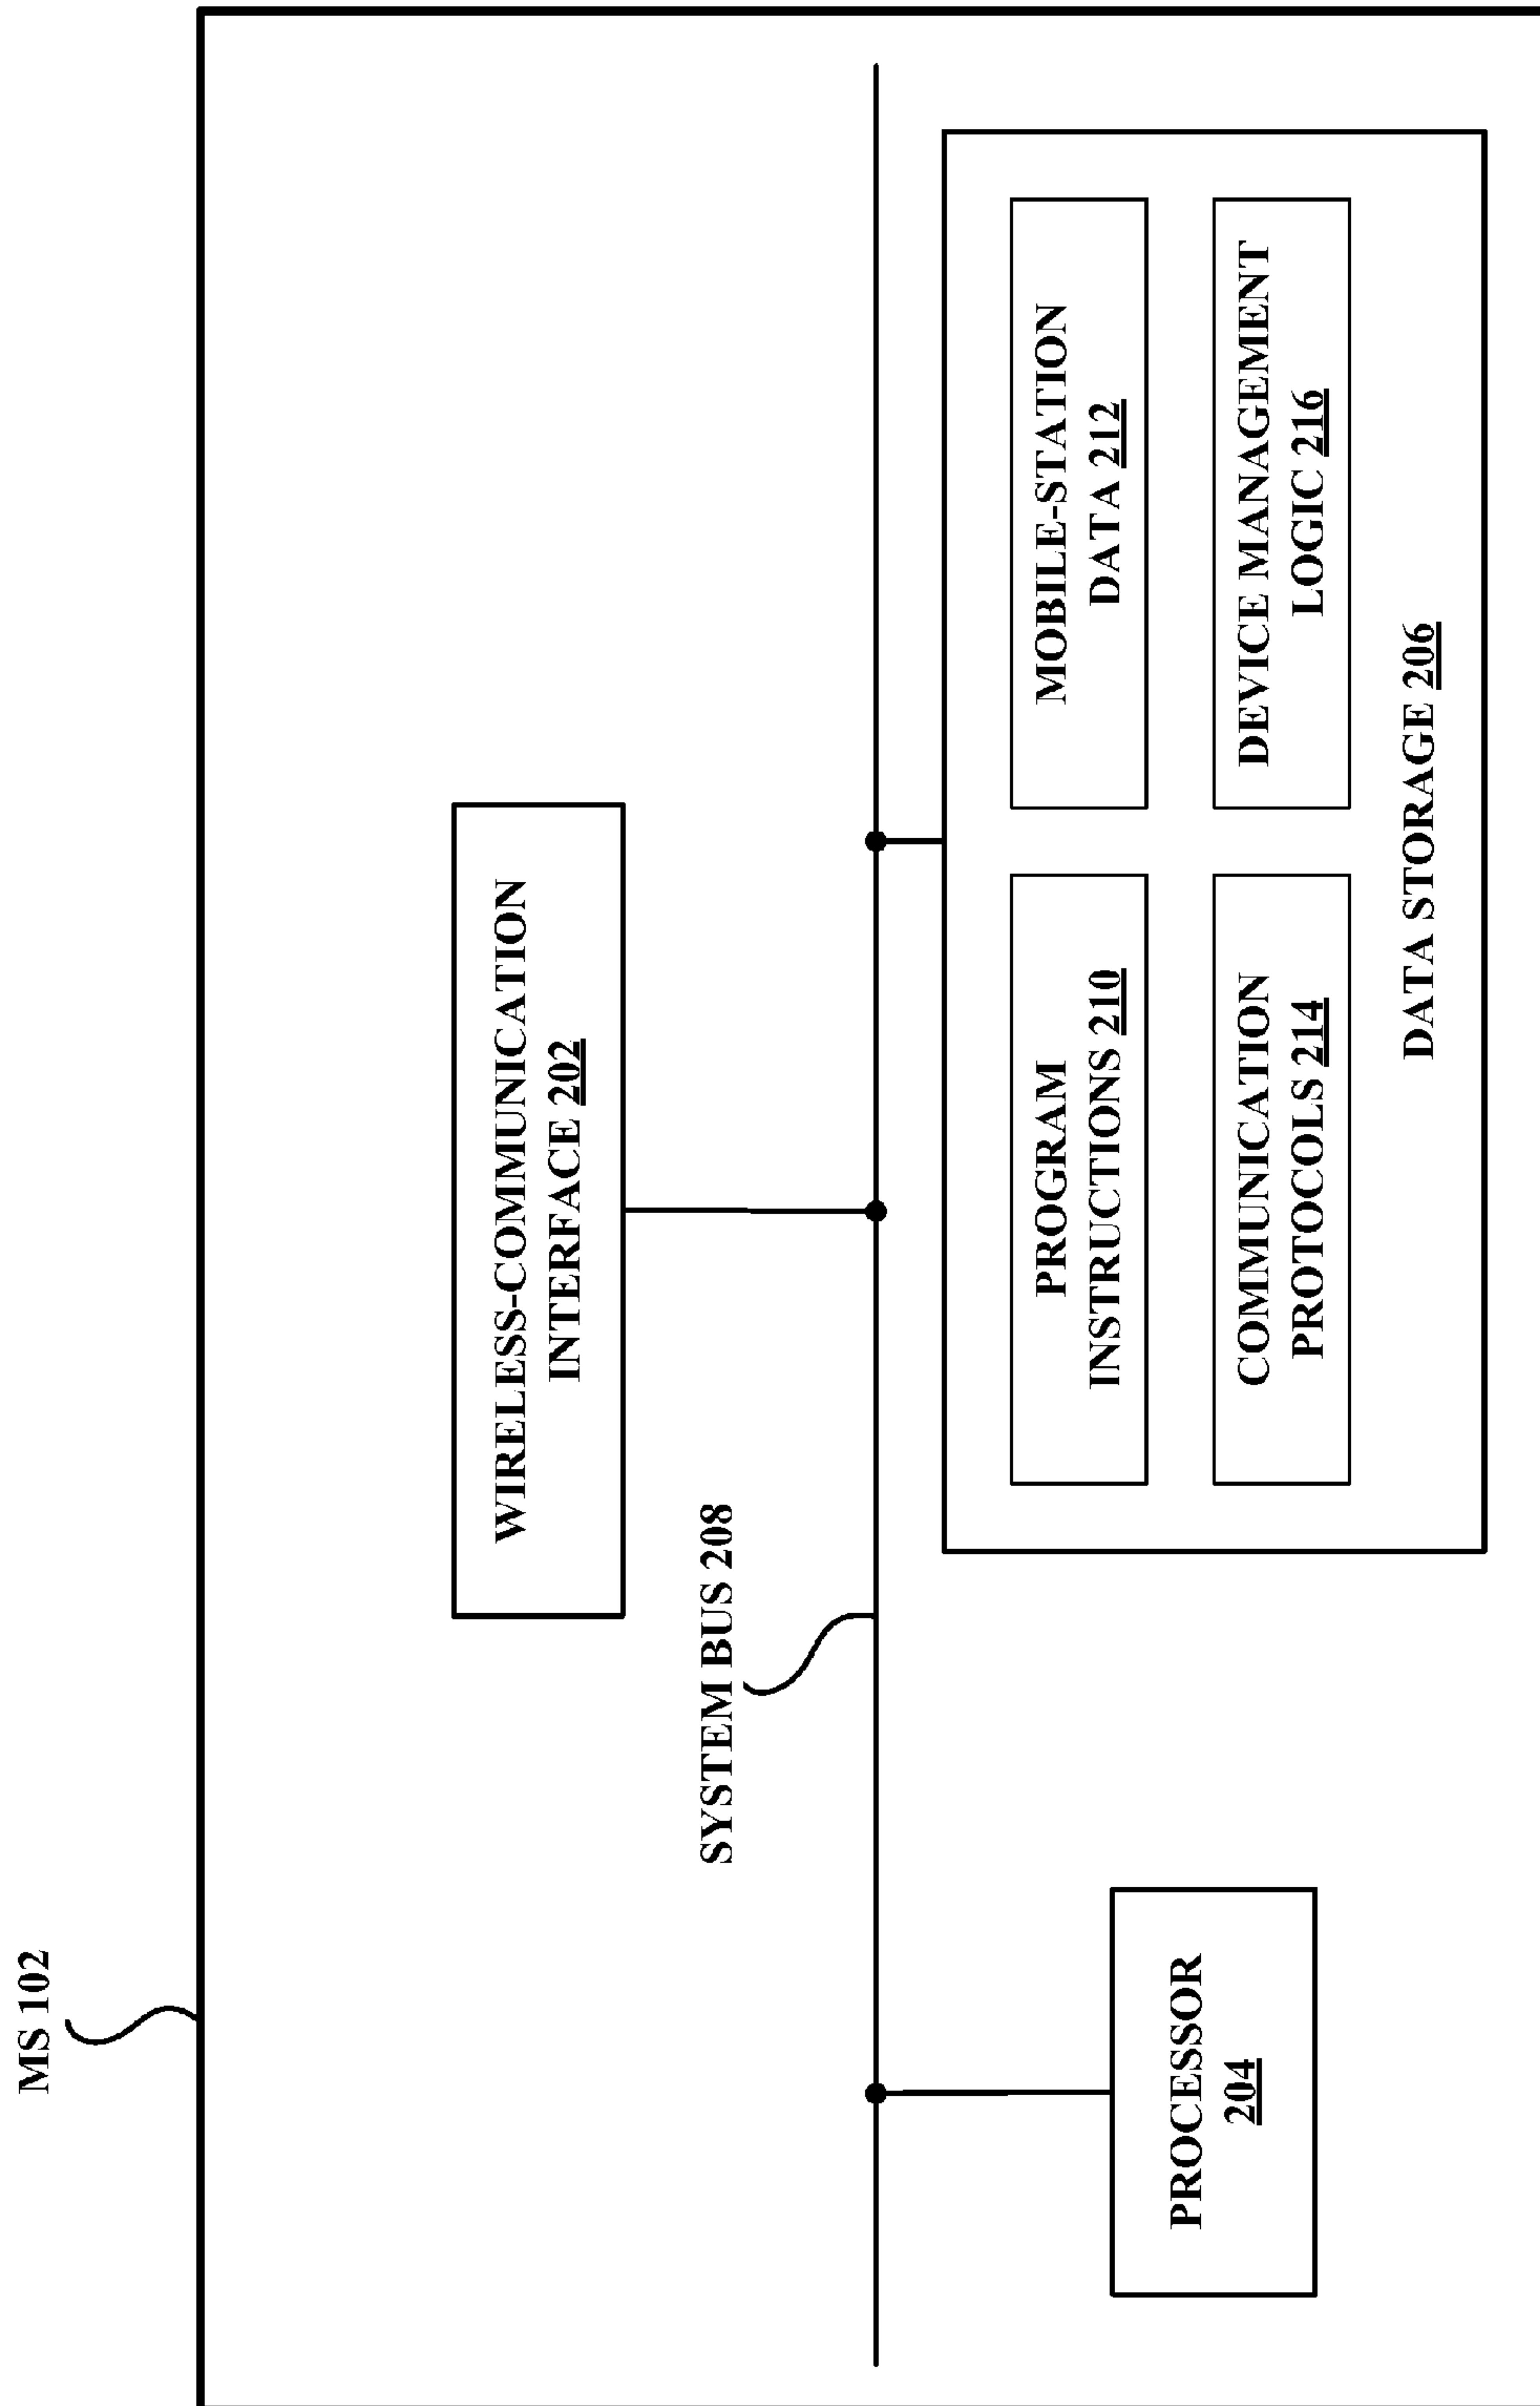 MS 102
WIRELESS-COMMUNICATION
INTERFACE 202
SYSTEM BUS 208
PROCESSOR
204
PROGRAM
INSTRUCTIONS 210
MOBILE-STATION
DATA 212
COMMUNICATION
PROTOCOLS 214
DEVICE MANAGEMENT
LOGIC 216
DATA STORAGE 206